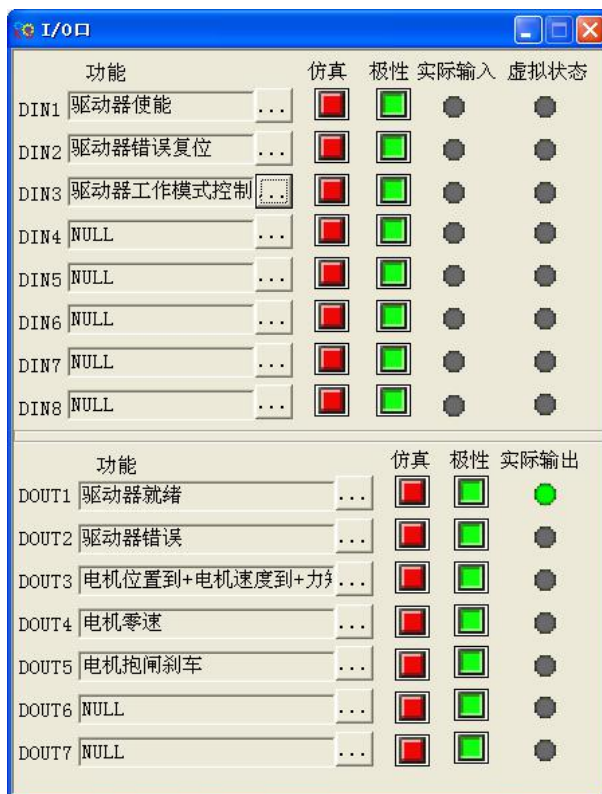 I/O口
功能 仿真 极性 实际输入 虚拟状态
DIN1 驱动器使能 ...
DIN2 驱动器错误复位 ...
DIN3 驱动器工作模式控制 ...
DIN4 NULL ...
DIN5 NULL ...
DIN6 NULL ...
DIN7 NULL ...
DIN8 NULL ...
功能 仿真 极性 实际输出
DOUT1 驱动器就绪 ...
DOUT2 驱动器错误 ...
DOUT3 电机位置到+电机速度到+力 ...
DOUT4 电机零速 ...
DOUT5 电机抱闸刹车 ...
DOUT6 NULL ...
DOUT7 NULL ...